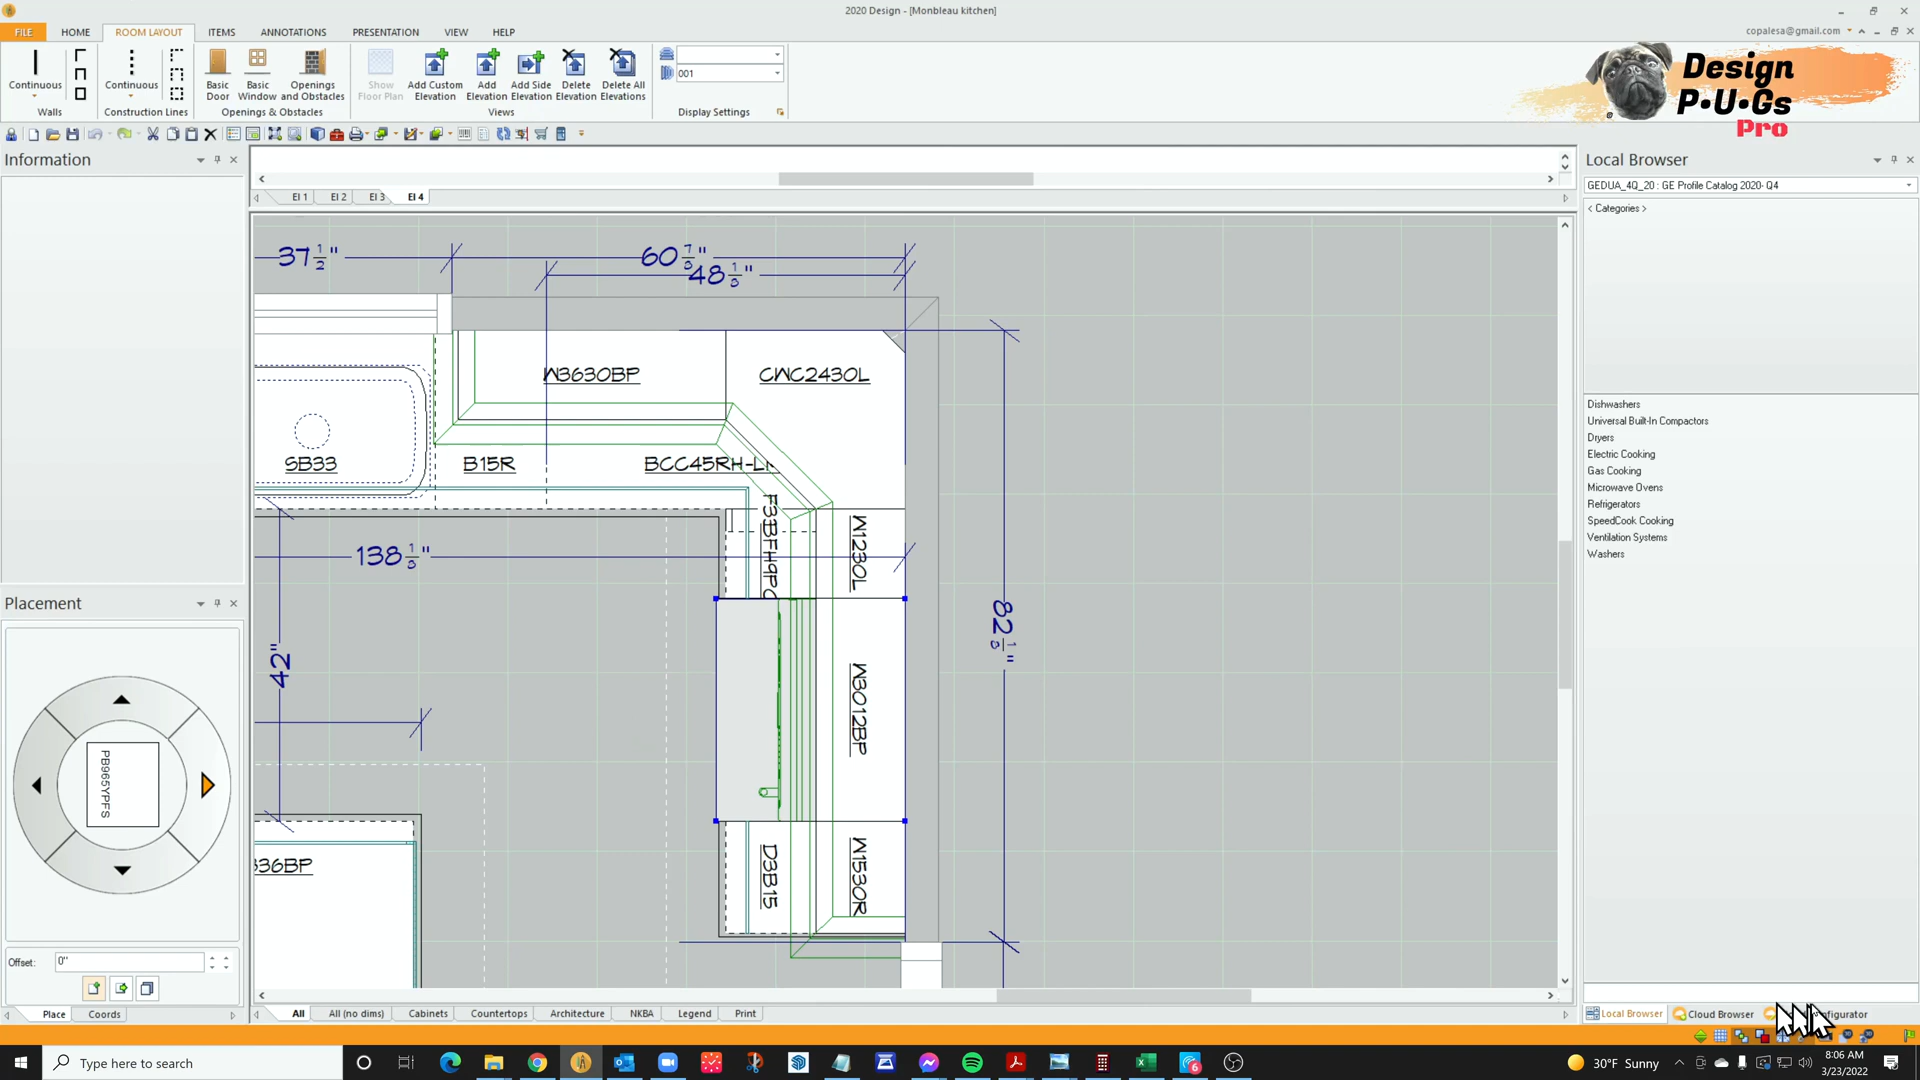 2020 Design - [Monbleau kitchen]
FILE HOME ROOM LAYOUT ITEMS ANNOTATIONS PRESENTATION VIEW HELP
copalesa@gmail.com
Continuous
Walls
Continuous
Construction Lines
Basic Door
Basic Window
Openings and Obstacles
Openings & Obstacles
Show Floor Plan
Add Custom Elevation
Add Elevation
Add Side Elevation
Delete Elevation
Delete All Elevations
Views
001
Display Settings
Design
P•U•Gs
Pro
Information
El 1 El 2 El 3 El 4
Local Browser
GEDUA_4Q_20 : GE Profile Catalog 2020- Q4
< Categories >
Dishwashers
Universal Built-In Compactors
Dryers
Electric Cooking
Gas Cooking
Microwave Ovens
Refrigerators
SpeedCook Cooking
Ventilation Systems
Washers
37 1/2"
60 7/8"
48 1/8"
W3630BP
CWC2430L
SB33
B15R
138 1/8"
W1230L
82 1/8"
42"
W3012BP
D3B15
W1530R
336BP
Placement
PB965YPFS
Offset: 0"
Place Coords
All All (no dims) Cabinets Countertops Architecture NKBA Legend Print
Local Browser Cloud Browser
Type here to search
30°F Sunny
8:06 AM
3/23/2022